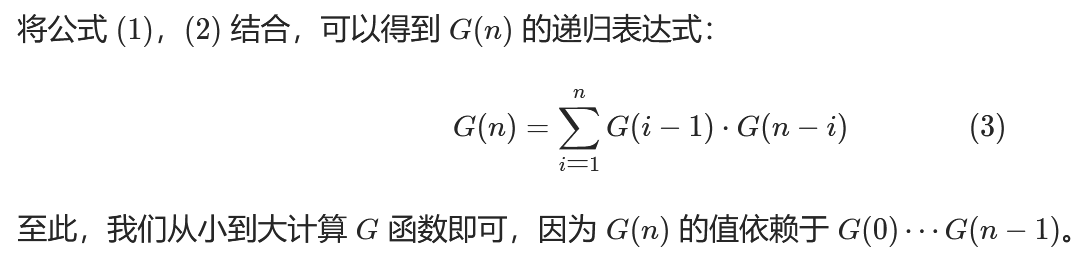 将公式 (1)，(2) 结合，可以得到 G(n) 的递归表达式：
G(n) = \sum_{i=1}^{n} G(i − 1) · G(n − i)    (3)
至此，我们从小到大计算 G 函数即可，因为 G(n) 的值依赖于 G(0)···G(n − 1)。